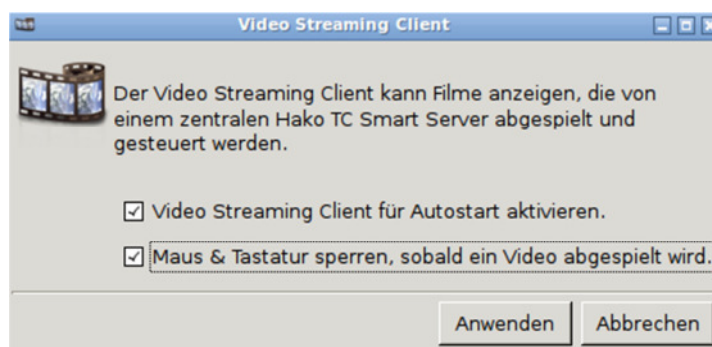 Video Streaming Client
Der Video Streaming Client kann Filme anzeigen, die von
einem zentralen Hako TC Smart Server abgespielt und
gesteuert werden.
Video Streaming Client für Autostart aktivieren.
Maus & Tastatur sperren, sobald ein Video abgespielt wird.
Anwenden
Abbrechen